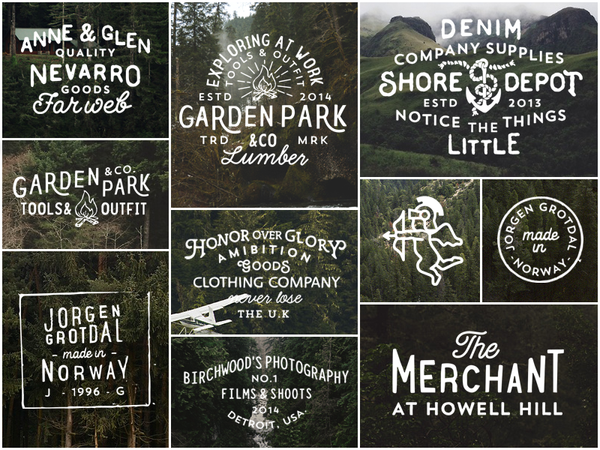 ANNE & GLEN
QUALITY
NEVARRO
GOODS
Far web
GARDEN & CO. PARK
TOOLS & OUTFIT
JORGEN
GROTDAL
- made in -
NORWAY
J - 1996 - G
EXPLORING AT WORK
TOOLS & OUTFIT
ESTD 2014
GARDEN PARK
TRD &CO MRK
Lumber
HONOR OVER GLORY
AMIBITION
GOODS
CLOTHING COMPANY
never lose
THE U.K
BIRCHWOOD'S PHOTOGRAPHY
NO.1
FILMS & SHOOTS
2014
DETROIT, USA.
DENIM
COMPANY SUPPLIES
SHORE DEPOT
ESTD 2013
NOTICE THE THINGS
LITTLE
JORGEN GROTDAL
made
in
- NORWAY -
The
MERCHANT
AT HOWELL HILL